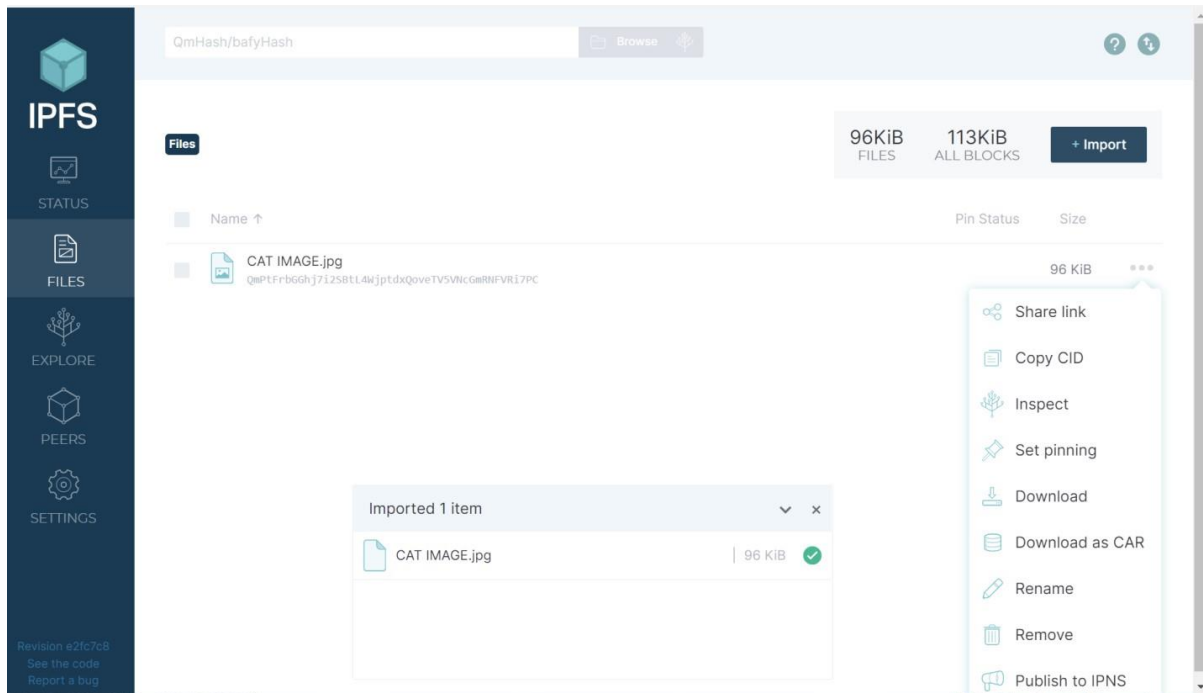 QmHash/bafyHash
Browse
IPFS
STATUS
FILES
EXPLORE
PEERS
SETTINGS
Revision e2fc7c8
See the code
Report a bug
Files
96KiB
FILES
113KiB
ALL BLOCKS
+ Import
Name ↑
Pin Status
Size
CAT IMAGE.jpg
96 KiB
Share link
Copy CID
Inspect
Set pinning
Download
Download as CAR
Rename
Remove
Publish to IPNS
Imported 1 item
CAT IMAGE.jpg
96 KiB